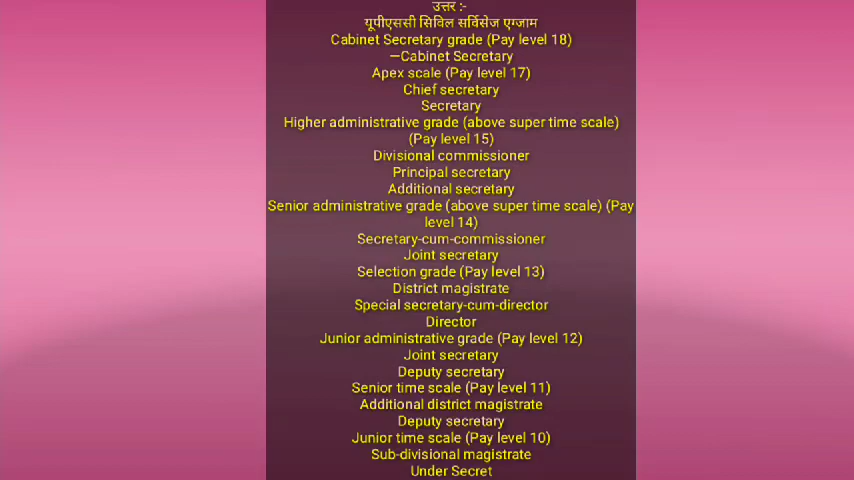 उत्तर :-
यूपीएससी सिविल सर्विसेज एग्जाम
Cabinet Secretary grade (Pay level 18)
—Cabinet Secretary
Apex scale (Pay level 17)
Chief secretary
Secretary
Higher administrative grade (above super time scale)
(Pay level 15)
Divisional commissioner
Principal secretary
Additional secretary
Senior administrative grade (above super time scale) (Pay
level 14)
Secretary-cum-commissioner
Joint secretary
Selection grade (Pay level 13)
District magistrate
Special secretary-cum-director
Director
Junior administrative grade (Pay level 12)
Joint secretary
Deputy secretary
Senior time scale (Pay level 11)
Additional district magistrate
Deputy secretary
Junior time scale (Pay level 10)
Sub-divisional magistrate
Under Secret